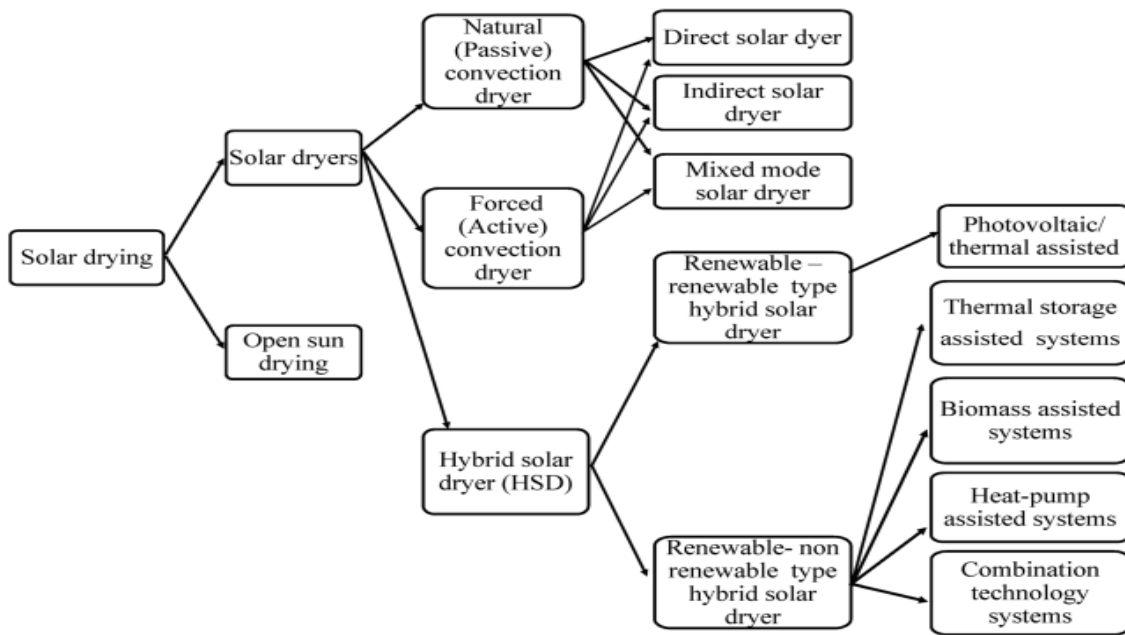 Natural
(Passive)
convection
dryer
Direct solar dyer
Indirect solar
dryer
Solar dryers
Mixed mode
solar dryer
Forced
(Active)
convection
dryer
Solar drying
Photovoltaic/
thermal assisted
Renewable –
renewable type
hybrid solar
dryer
Thermal storage
assisted systems
Open sun
drying
Biomass assisted
systems
Hybrid solar
dryer (HSD)
Heat-pump
assisted systems
Renewable- non
renewable type
hybrid solar
dryer
Combination
technology
systems